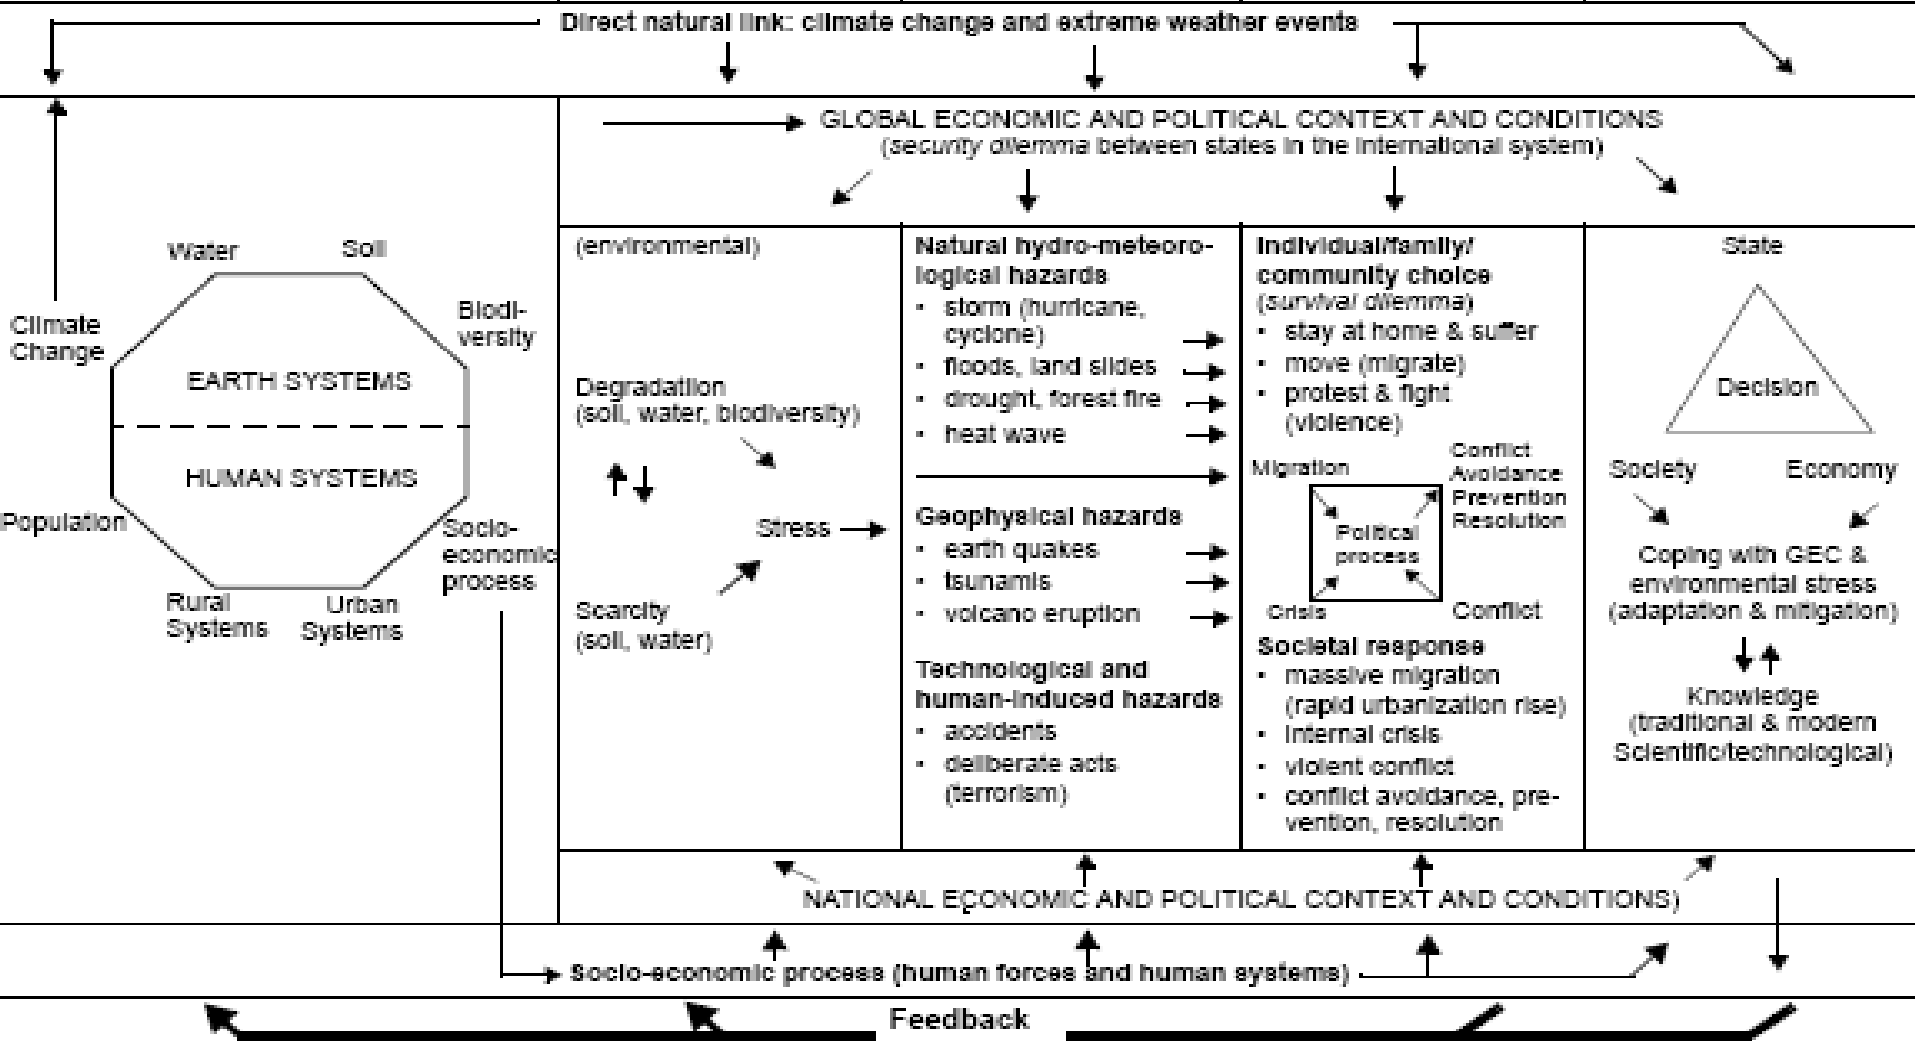 Direct natural link: climate change and extreme weather events
GLOBAL ECONOMIC AND POLITICAL CONTEXT AND CONDITIONS
(security dilemma between states in the international system)
Water
Soil
Climate
Change
Biodi-
versity
EARTH SYSTEMS
HUMAN SYSTEMS
Population
Socio-
economic
process
Rural
Systems
Urban
Systems
(environmental)
Degradatiion
(soil, water, biodiversity)
Stress
Scarcity
(soil, water)
Natural hydro-meteoro-
logical hazards
• storm (hurricane,
cyclone)
• floods, land slides
• drought, forest fire
• heat wave
Geophysical hazards
• earth quakes
• tsunamis
• volcano eruption
Technological and
human-induced hazards
• accidents
• deliberate acts
(terrorism)
Individual/family/
community choice
(survival dilemma)
• stay at home & suffer
• move (migrate)
• protest & fight
(violence)
Migration
Conflict
Avoidance
Prevention
Resolution
Political
process
Crisis
Conflict
Societal response
• massive migration
(rapid urbanization rise)
• internal crisis
• violent conflict
• conflict avoidance, pre-
vention, resolution
State
Decision
Society
Economy
Coping with GEC &
environmental stress
(adaptation & mitigation)
Knowledge
(traditional & modern
Scientific/technological)
NATIONAL ECONOMIC AND POLITICAL CONTEXT AND CONDITIONS)
Socio-economic process (human forces and human systems)
Feedback